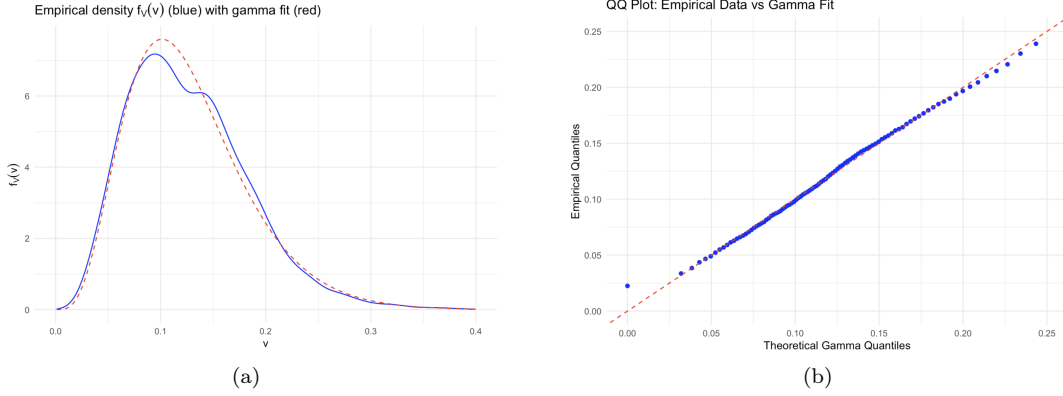 Empirical density f_V(v) (blue) with gamma fit (red)
f_V(v)
6
4
2
0
0.0 0.1 0.2 0.3 0.4
v
(a)
QQ Plot: Empirical Data vs Gamma Fit
Empirical Quantiles
0.25
0.20
0.15
0.10
0.05
0.00
0.00 0.05 0.10 0.15 0.20 0.25
Theoretical Gamma Quantiles
(b)